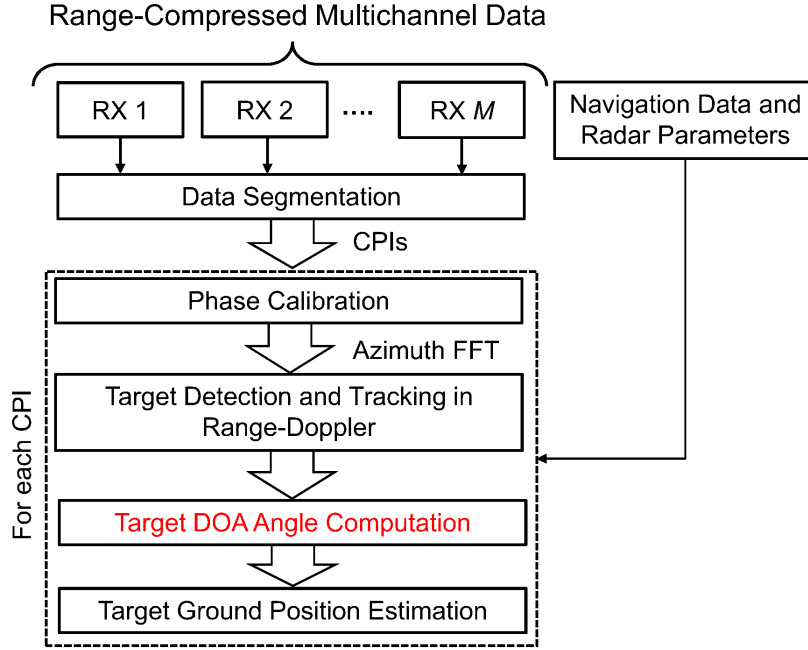 Range-Compressed Multichannel Data
RX 1
RX 2
....
RX M
Navigation Data and
Radar Parameters
Data Segmentation
CPIs
For each CPI
Phase Calibration
Azimuth FFT
Target Detection and Tracking in
Range-Doppler
Target DOA Angle Computation
Target Ground Position Estimation